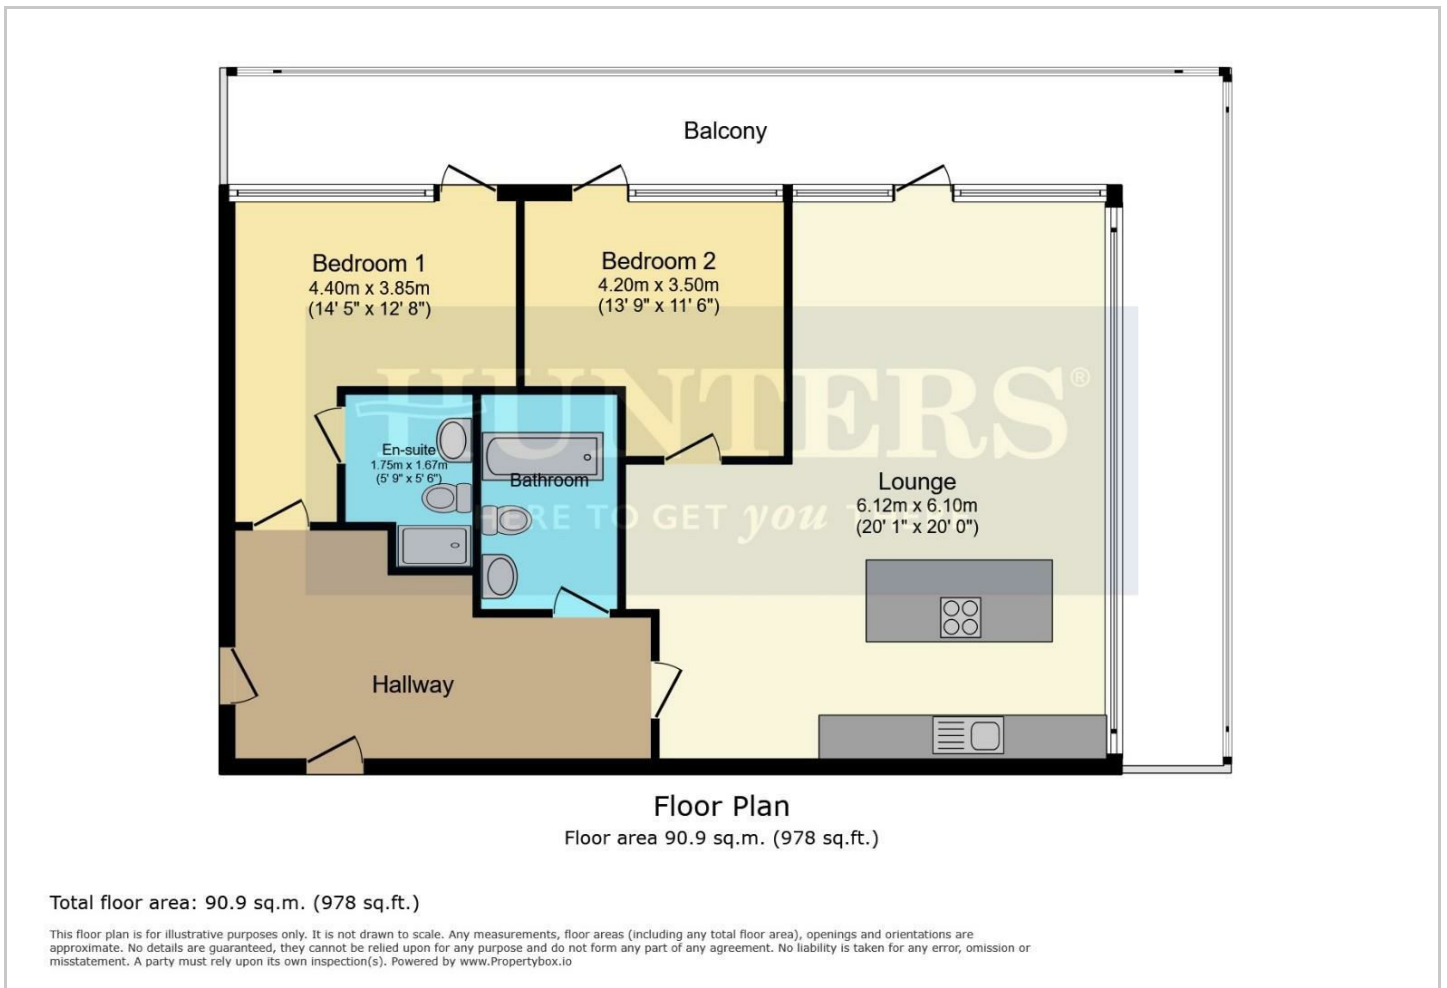 Balcony
Bedroom 1
4.40m x 3.85m
(14' 5" x 12' 8")
Bedroom 2
4.20m x 3.50m
(13' 9" x 11' 6")
HUNTERS®
HERE TO GET you
En-suite
1.75m x 1.67m
(5' 9" x 5' 6")
Bathroom
Lounge
6.12m x 6.10m
(20' 1" x 20' 0")
Hallway
Floor Plan
Floor area 90.9 sq.m. (978 sq.ft.)
Total floor area: 90.9 sq.m. (978 sq.ft.)
This floor plan is for illustrative purposes only. It is not drawn to scale. Any measurements, floor areas (including any total floor area), openings and orientations are
approximate. No details are guaranteed, they cannot be relied upon for any purpose and do not form any part of any agreement. No liability is taken for any error, omission or
misstatement. A party must rely upon its own inspection(s). Powered by www.Propertybox.io